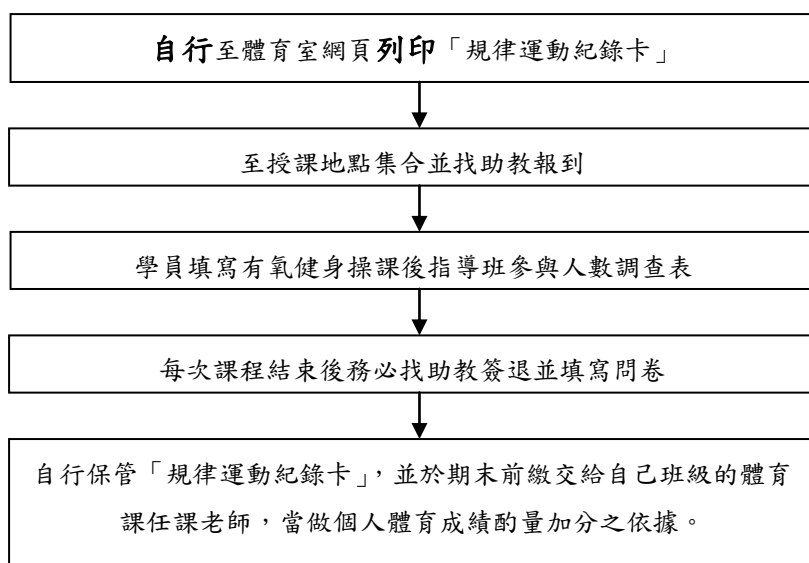 自行至體育室網頁列印「規律運動紀錄卡」
至授課地點集合並找助教報到
學員填寫有氧健身操課後指導班參與人數調查表
每次課程結束後務必找助教簽退並填寫問卷
自行保管「規律運動紀錄卡」，並於期末前繳交給自己班級的體育
課任課老師，當做個人體育成績酌量加分之依據。